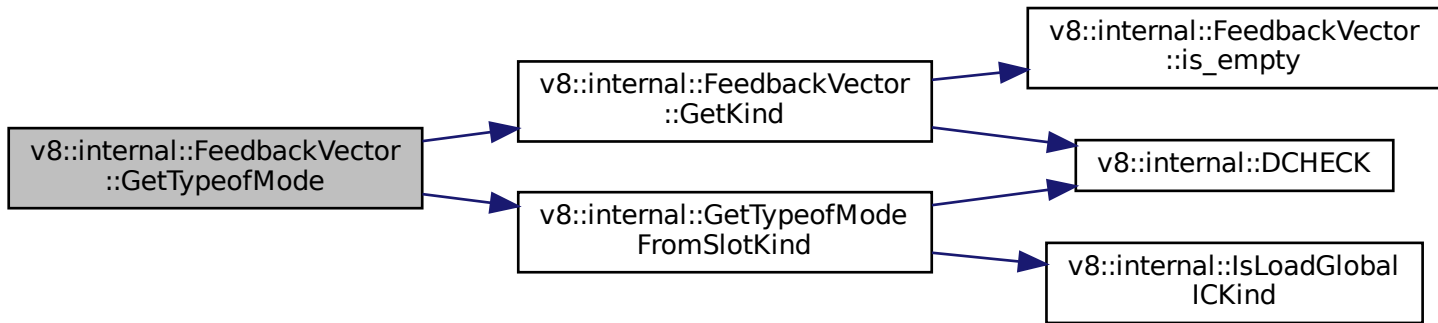 v8::internal::FeedbackVector
::GetTypeofMode
v8::internal::FeedbackVector
::GetKind
v8::internal::GetTypeofMode
FromSlotKind
v8::internal::FeedbackVector
::is_empty
v8::internal::DCHECK
v8::internal::IsLoadGlobal
ICKind